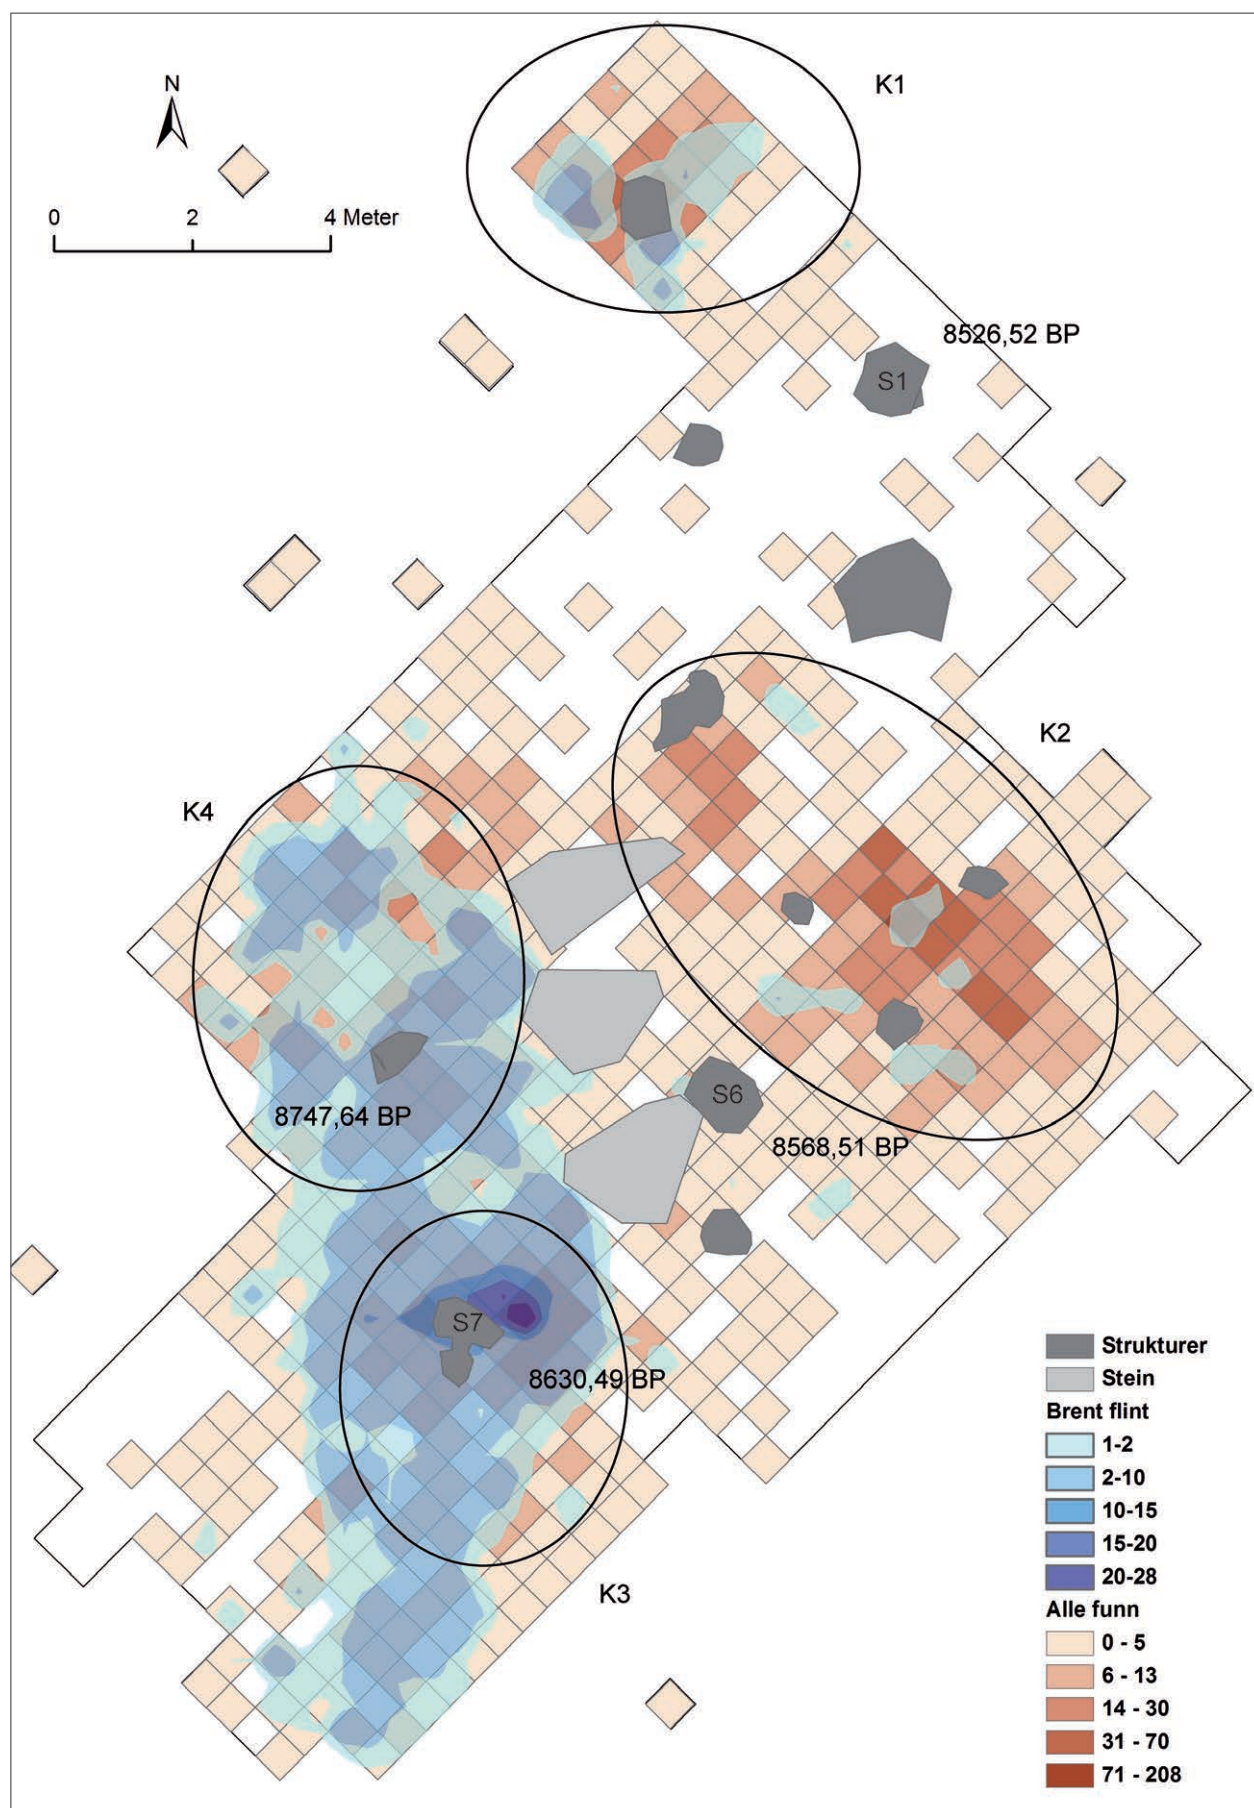 K1
N
0 2 4 Meter
8526,52 BP
S1
K2
K4
S6
8747,64 BP
8568,51 BP
S7
8630,49 BP
K3
Strukturer
Stein
Brent flint
1-2
2-10
10-15
15-20
20-28
Alle funn
0 - 5
6 - 13
14 - 30
31 - 70
71 - 208